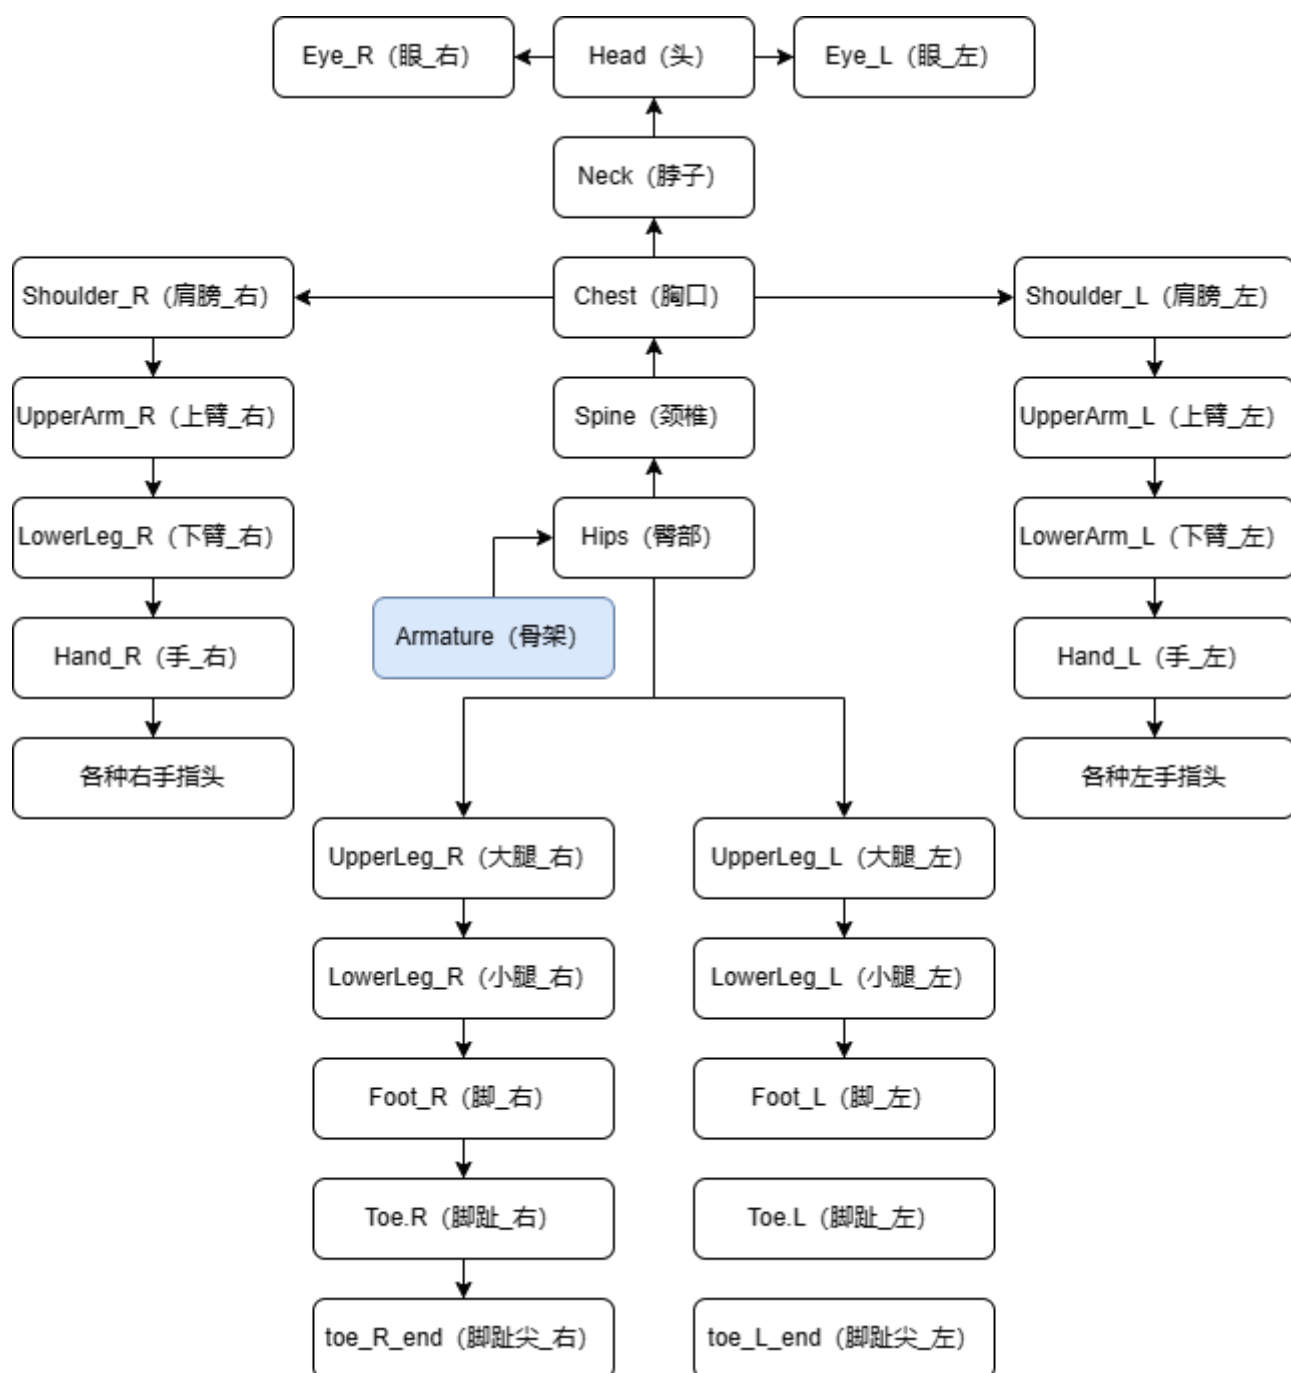 Eye_R（眼_右）
Head（头）
Eye_L（眼_左）
Neck（脖子）
Shoulder_R（肩膀_右）
Chest（胸口）
Shoulder_L（肩膀_左）
UpperArm_R（上臂_右）
Spine（颈椎）
UpperArm_L（上臂_左）
LowerLeg_R（下臂_右）
Hips（臀部）
LowerArm_L（下臂_左）
Armature（骨架）
Hand_R（手_右）
Hand_L（手_左）
各种右手指头
各种左手指头
UpperLeg_R（大腿_右）
UpperLeg_L（大腿_左）
LowerLeg_R（小腿_右）
LowerLeg_L（小腿_左）
Foot_R（脚_右）
Foot_L（脚_左）
Toe.R（脚趾_右）
Toe.L（脚趾_左）
toe_R_end（脚趾尖_右）
toe_L_end（脚趾尖_左）